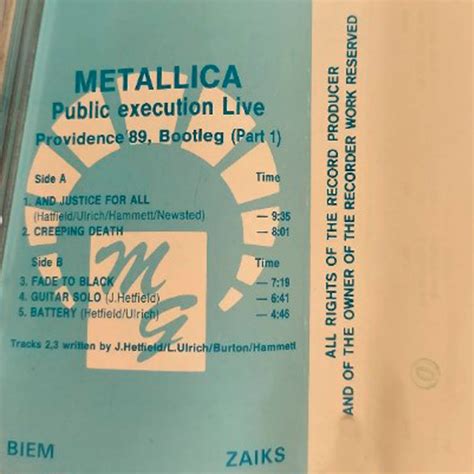 METALLICA
Public execution Live
Providence'89, Bootleg (Part 1)
Side A Time
1. AND JUSTICE FOR ALL
(Hatfield/Ulrich/Hammett/Newsted) — 9:35
2. CREEPING DEATH — 8:01
Side B Time
3. FADE TO BLACK — 7:19
4. GUITAR SOLO (J.Hetfield) — 6:41
5. BATTERY (Hetfield/Ulrich) — 4:46
Tracks 2,3 written by J.Hetfield/L.Ulrich/Burton/Hammett
MG
BIEM ZAIKS
ALL RIGHTS OF THE RECORD PRODUCER
AND OF THE OWNER OF THE RECORDER WORK RESERVED